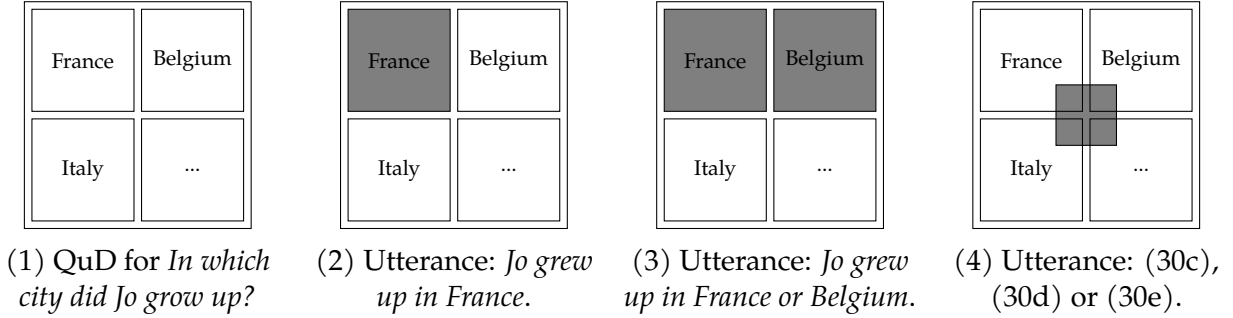 France Belgium
Italy ...
(1) QuD for In which
city did Jo grow up?
France Belgium
Italy ...
(2) Utterance: Jo grew
up in France.
France Belgium
Italy ...
(3) Utterance: Jo grew
up in France or Belgium.
France Belgium
Italy ...
(4) Utterance: (30c),
(30d) or (30e).